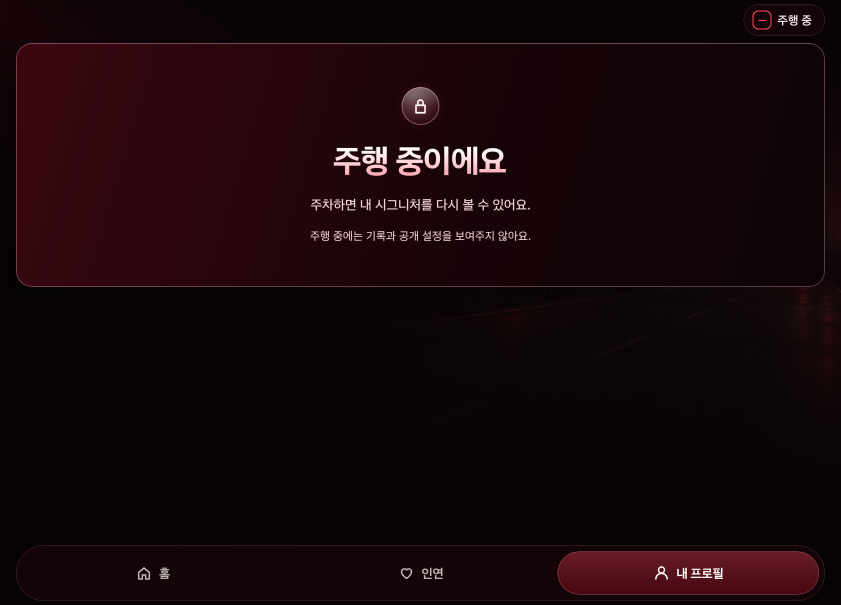 주행 중
주행 중이에요
주차하면 내 시그니처를 다시 볼 수 있어요.
주행 중에는 기록과 공개 설정을 보여주지 않아요.
홈
인연
내 프로필